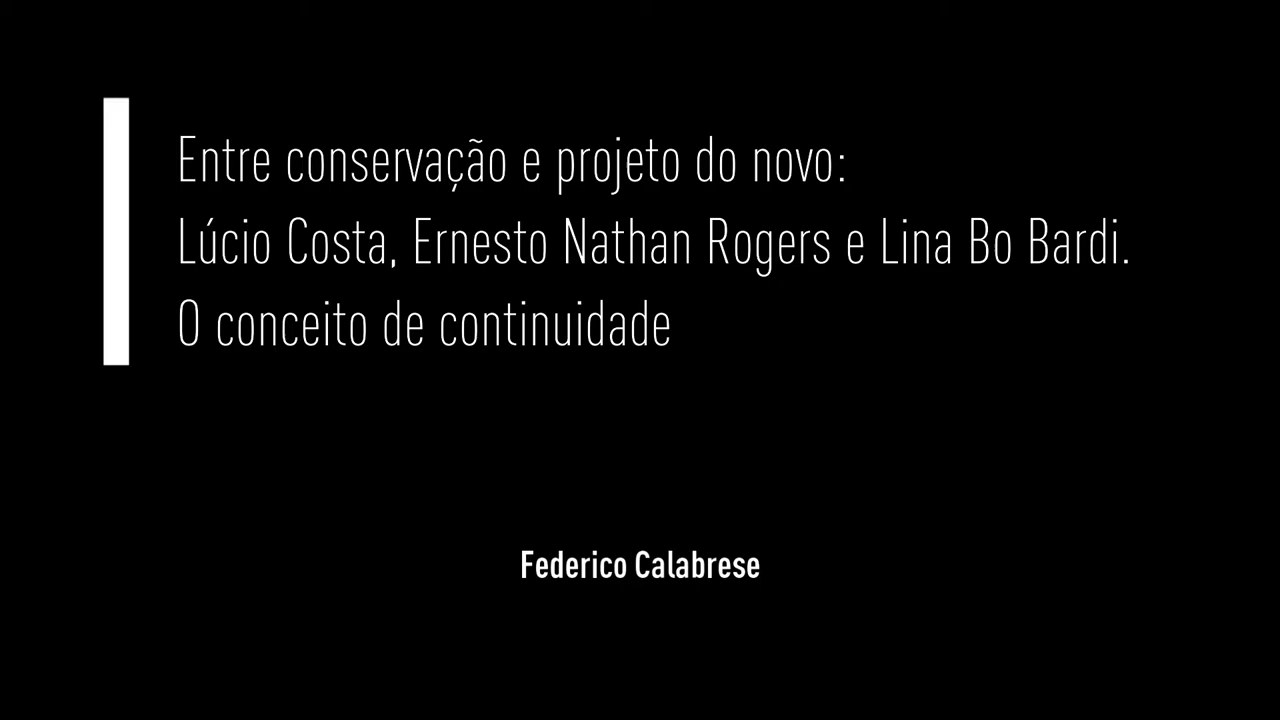 Entre conservação e projeto do novo:
Lúcio Costa, Ernesto Nathan Rogers e Lina Bo Bardi.
O conceito de continuidade
Federico Calabrese